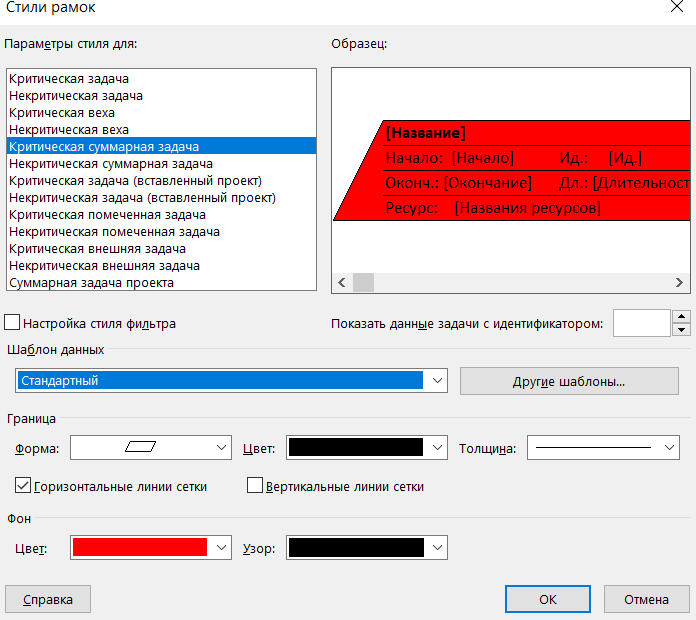 Стили рамок
Параметры стиля для:
Образец:
Критическая задача
Некритическая задача
Критическая веха
Некритическая веха
Критическая суммарная задача
Некритическая суммарная задача
Критическая задача (вставленный проект)
Некритическая задача (вставленный проект)
Критическая помеченная задача
Некритическая помеченная задача
Критическая внешняя задача
Некритическая внешняя задача
Суммарная задача проекта
[Название]
Начало: [Начало] Ид.: [Ид.]
Оконч.: [Окончание] Дл.: [Длительност
Ресурс: [Названия ресурсов]
Настройка стиля фильтра
Показать данные задачи с идентификатором:
Шаблон данных
Стандартный
Другие шаблоны...
Граница
Форма:
Цвет:
Толщина:
Горизонтальные линии сетки
Вертикальные линии сетки
Фон
Цвет:
Узор:
Справка
ОК
Отмена